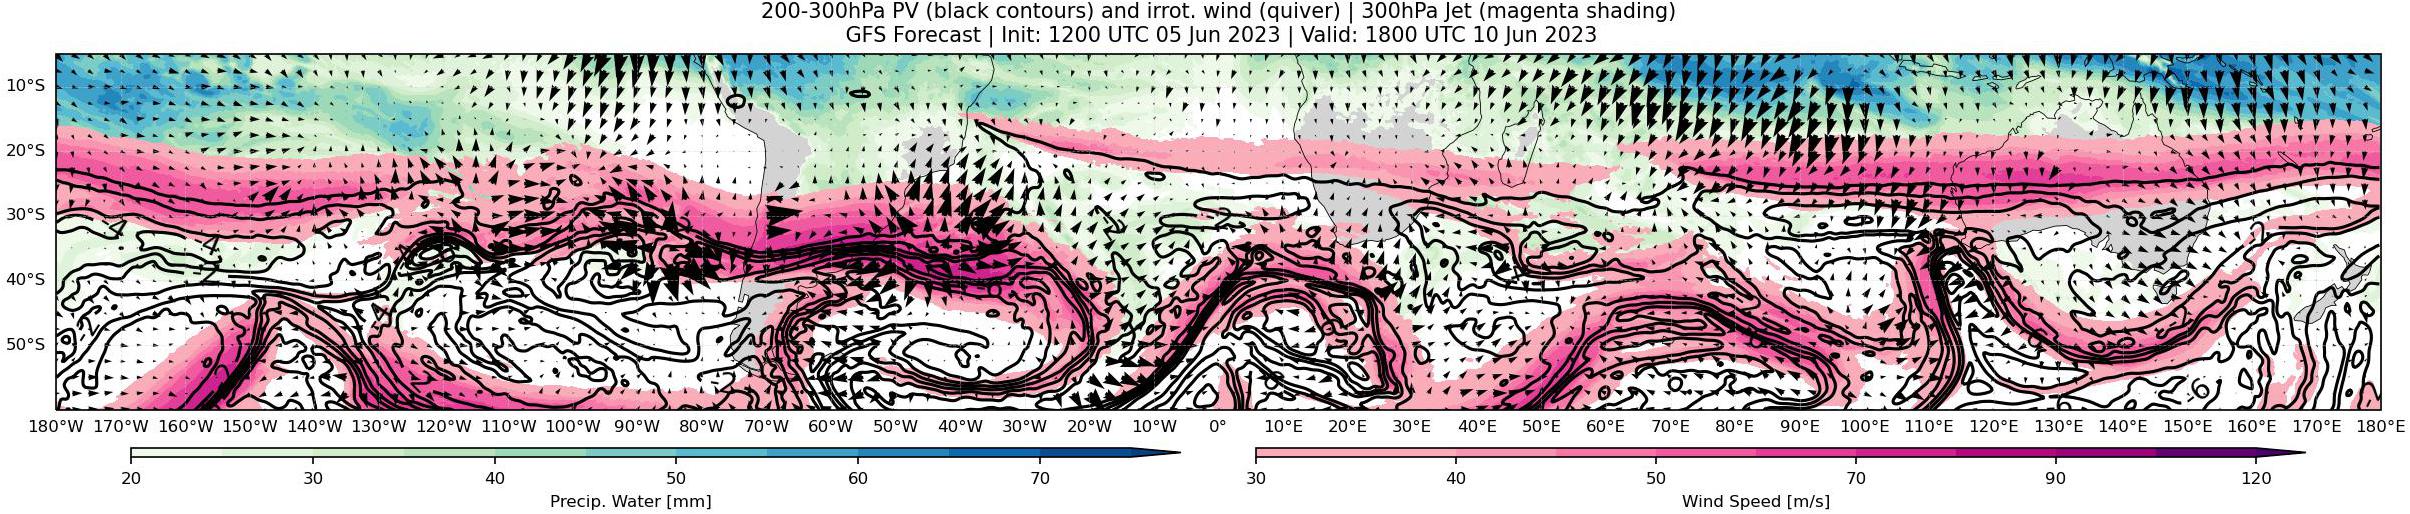 200-300hPa PV (black contours) and irrot. wind (quiver) | 300hPa Jet (magenta shading)
GFS Forecast | Init: 1200 UTC 05 Jun 2023 | Valid: 1800 UTC 10 Jun 2023
10°S
20°S
30°S
40°S
50°S
-4
-4
-4
-6
180°W 170°W 160°W 150°W 140°W 130°W 120°W 110°W 100°W 90°W 80°W 70°W 60°W 50°W 40°W 30°W 20°W 10°W 0° 10°E 20°E 30°E 40°E 50°E 60°E 70°E 80°E 90°E 100°E 110°E 120°E 130°E 140°E 150°E 160°E 170°E 180°E
20 30 40 50 60 70
Precip. Water [mm]
30 40 50 70 90 120
Wind Speed [m/s]